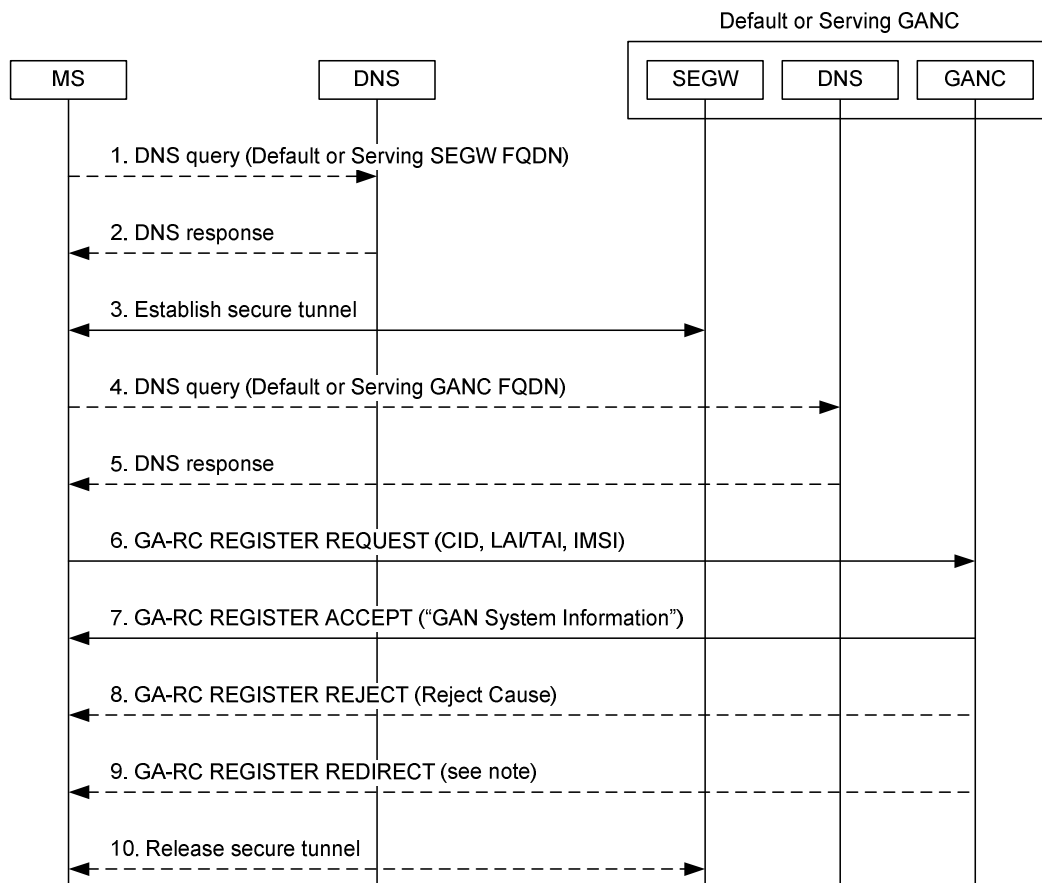 Default or Serving GANC
MS
DNS
SEGW
DNS
GANC
1. DNS query (Default or Serving SEGW FQDN)
2. DNS response
3. Establish secure tunnel
4. DNS query (Default or Serving GANC FQDN)
5. DNS response
6. GA-RC REGISTER REQUEST (CID, LAI/TAI, IMSI)
7. GA-RC REGISTER ACCEPT (“GAN System Information”)
8. GA-RC REGISTER REJECT (Reject Cause)
9. GA-RC REGISTER REDIRECT (see note)
10. Release secure tunnel